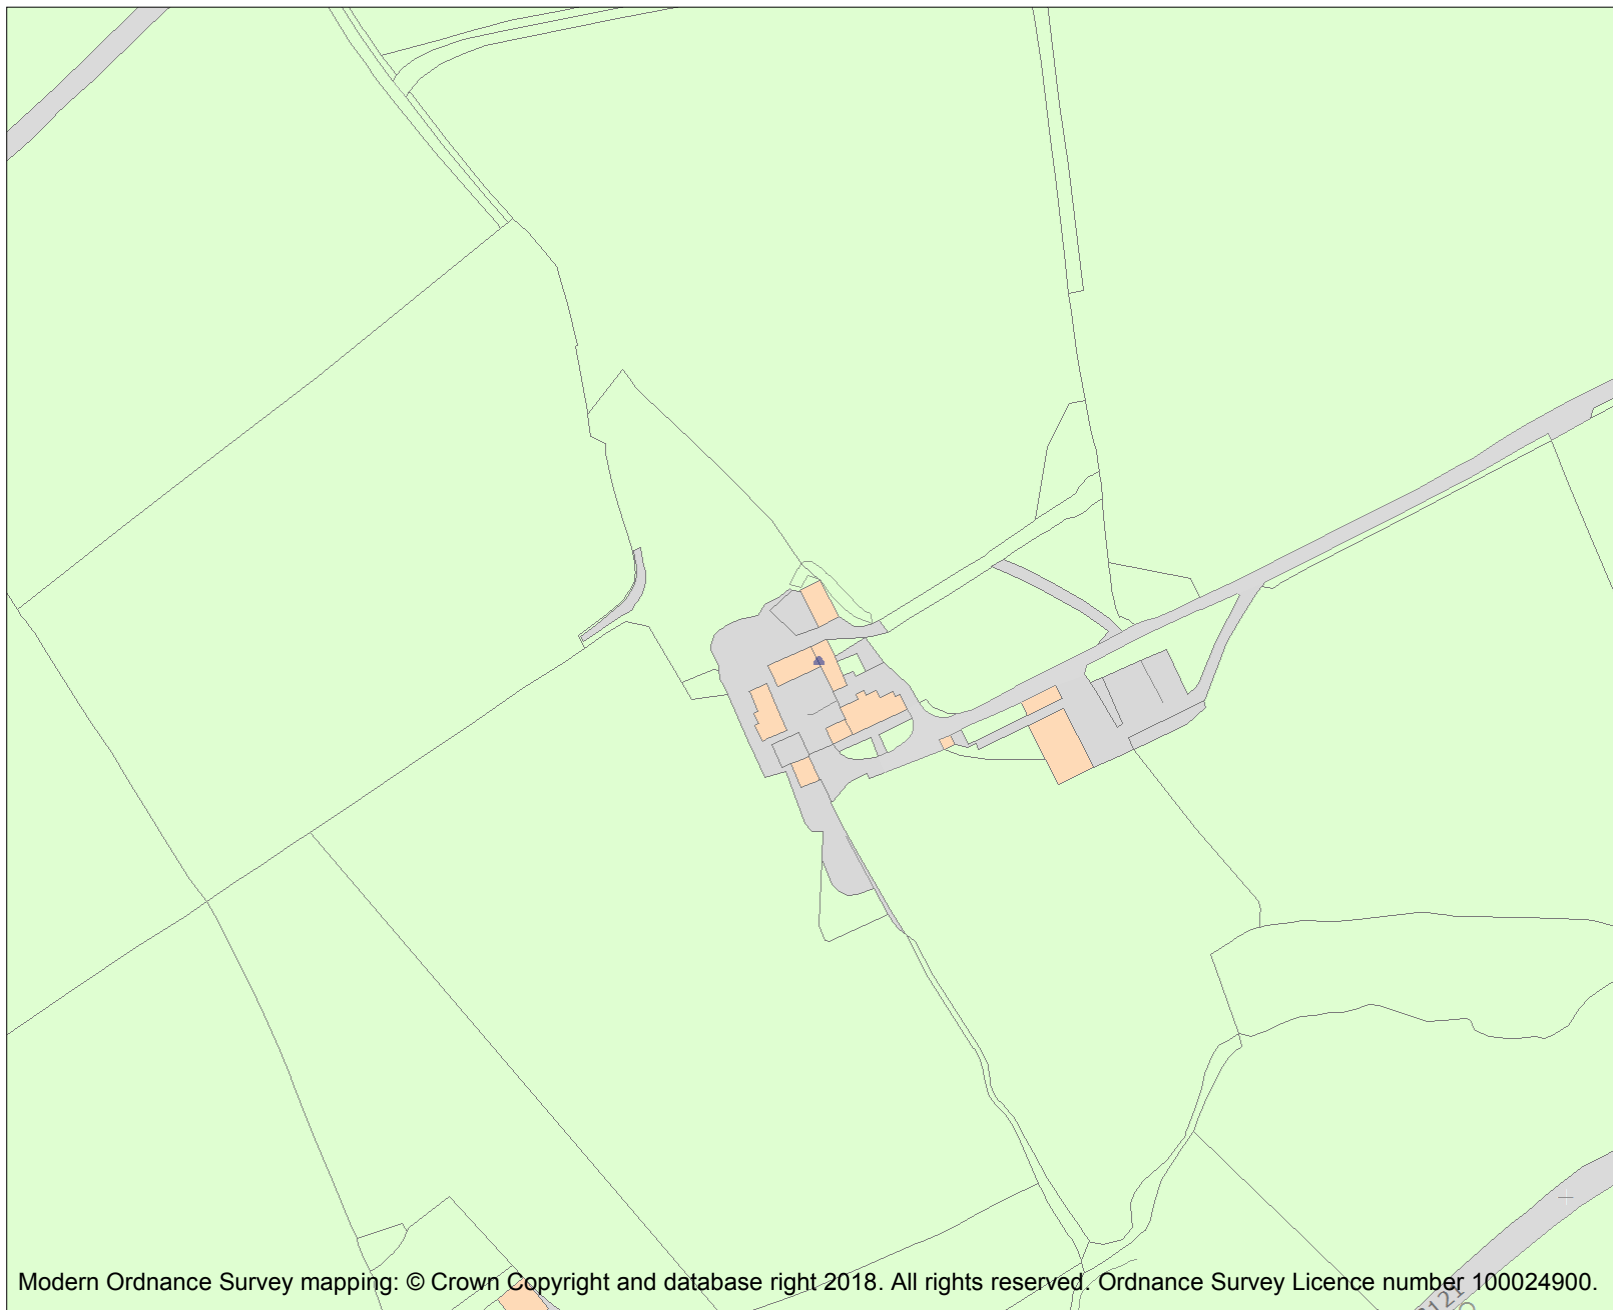 Modern Ordnance Survey mapping: © Crown Copyright and database right 2018. All rights reserved. Ordnance Survey Licence number 100024900.